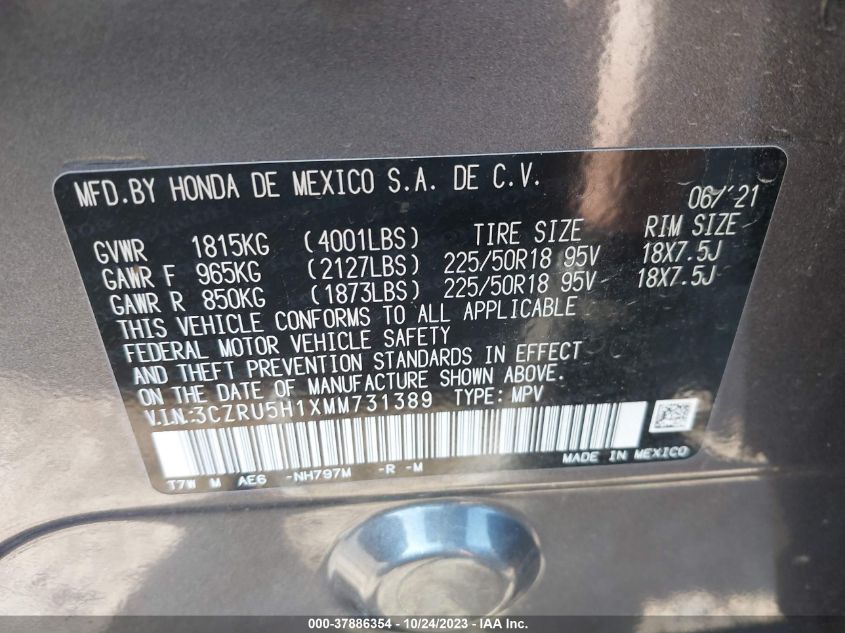 MFD.BY HONDA DE MEXICO S.A. DE C.V. 06/'21
GVWR 1815KG (4001LBS) TIRE SIZE RIM SIZE
GAWR F 965KG (2127LBS) 225/50R18 95V 18X7.5J
GAWR R 850KG (1873LBS) 225/50R18 95V 18X7.5J
THIS VEHICLE CONFORMS TO ALL APPLICABLE
FEDERAL MOTOR VEHICLE SAFETY
AND THEFT PREVENTION STANDARDS IN EFFECT
ON THE DATE OF MANUFACTURE SHOWN ABOVE.
V.I.N:3CZRU5H1XMM731389 TYPE: MPV
MADE IN MEXICO
T7W M AE6 -NH797M -R -M
000-37886354 - 10/24/2023 - IAA Inc.